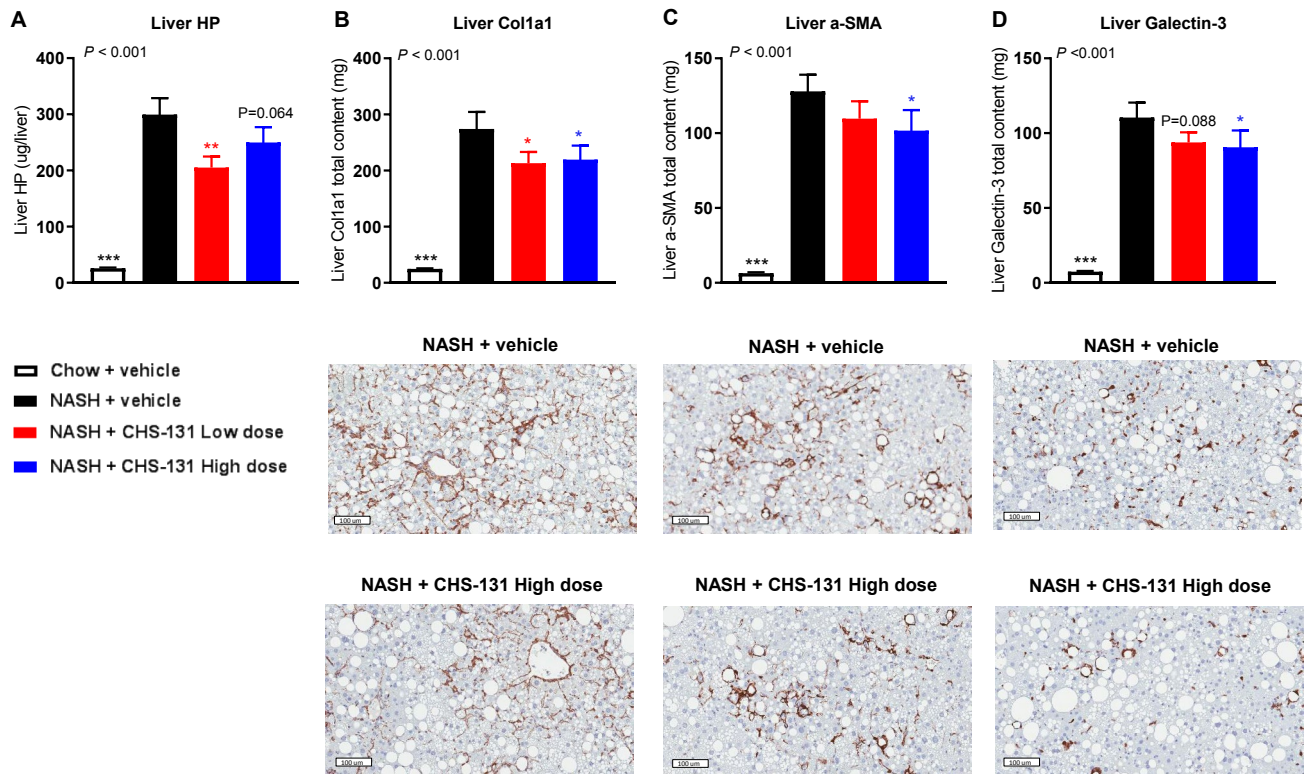 A
Liver HP
P < 0.001
Liver HP (ug/liver)
400
300
200
100
0
***
**
P=0.064
B
Liver Col1a1
P < 0.001
Liver Col1a1 total content (mg)
400
300
200
100
0
***
*
*
C
Liver a-SMA
P < 0.001
Liver a-SMA total content (mg)
150
100
50
0
***
*
D
Liver Galectin-3
P <0.001
Liver Galectin-3 total content (mg)
150
100
50
0
***
P=0.088
*
Chow + vehicle
NASH + vehicle
NASH + CHS-131 Low dose
NASH + CHS-131 High dose
NASH + vehicle
100 um
NASH + vehicle
100 um
NASH + vehicle
100 um
NASH + CHS-131 High dose
100 um
NASH + CHS-131 High dose
100 um
NASH + CHS-131 High dose
100 um